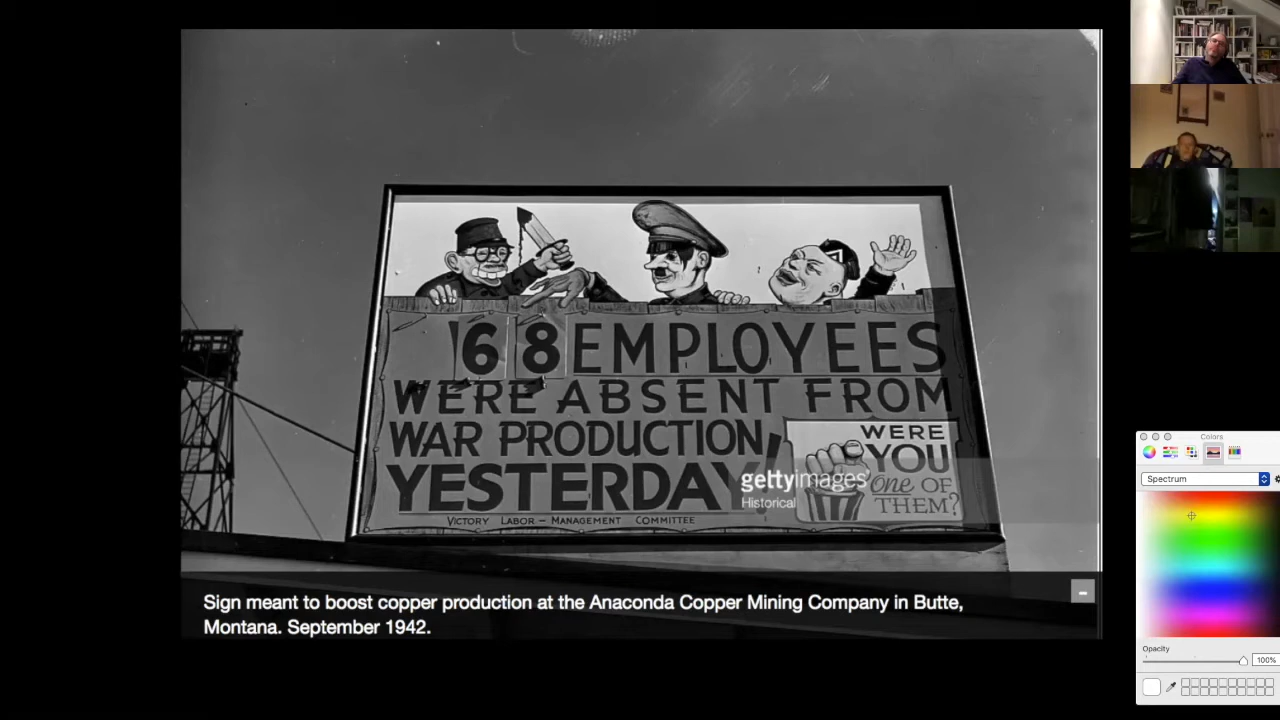 68 EMPLOYEES
WERE ABSENT FROM
WAR PRODUCTION
YESTERDAY!
VICTORY LABOR – MANAGEMENT COMMITTEE
WERE
YOU
One OF
THEM?
gettyimages
Historical
Sign meant to boost copper production at the Anaconda Copper Mining Company in Butte,
Montana. September 1942.
Colors
Spectrum
Opacity
100%